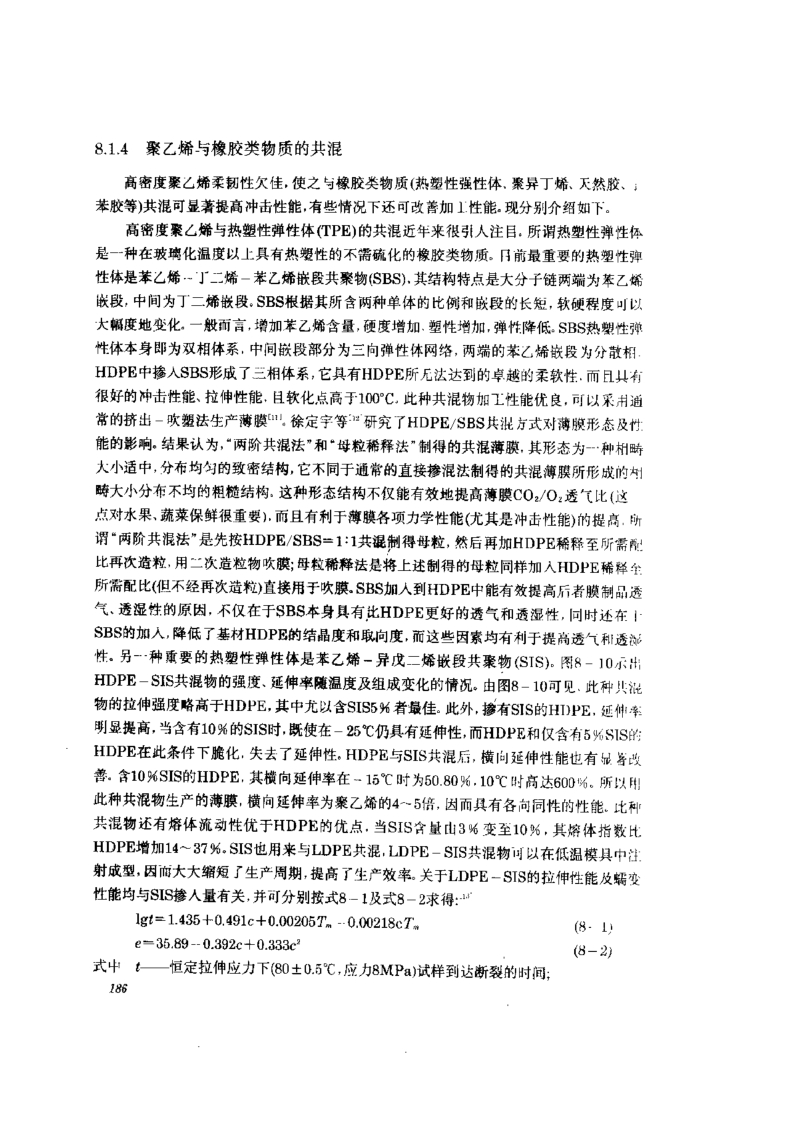 8.1.4 聚乙烯与橡胶类物质的共混
高密度聚乙烯柔韧性欠佳,使之与橡胶类物质(热塑性强性体、聚异丁烯、天然胶、
苯胶等)共混可显著提高冲击性能,有些情况下还可改善加工性能。现分别介绍如下。
高密度聚乙烯与热塑性弹性体(TPE)的共混近年来很引人注目。所谓热塑性弹性体
是一种在玻璃化温度以上具有热塑性的不需硫化的橡胶类物质。目前最重要的热塑性弹
性体是苯乙烯-丁二烯-苯乙烯嵌段共聚物(SBS),其结构特点是大分子链两端为苯乙烯
嵌段,中间为丁二烯嵌段。SBS根据其所含两种单体的比例和嵌段的长短,软硬程度可以
大幅度地变化。一般而言,增加苯乙烯含量,硬度增加、塑性增加,弹性降低。SBS热塑性弹
性体本身即为双相体系,中间嵌段部分为三向弹性体网络,两端的苯乙烯嵌段为分散相.
HDPE中掺入SBS形成了三相体系,它具有HDPE所无法达到的卓越的柔软性,而且具有
很好的冲击性能、拉伸性能,且软化点高于100℃。此种共混物加工性能优良,可以采用通
常的挤出-吹塑法生产薄膜[11]。徐定宇等[12]研究了HDPE/SBS共混方式对薄膜形态及性
能的影响。结果认为,“两阶共混法”和“母粒稀释法”制得的共混薄膜,其形态为一种相畴
大小适中,分布均匀的致密结构,它不同于通常的直接掺混法制得的共混薄膜所形成的相
畴大小分布不均的粗糙结构。这种形态结构不仅能有效地提高薄膜CO₂/O₂透气比(这
点对水果、蔬菜保鲜很重要),而且有利于薄膜各项力学性能(尤其是冲击性能)的提高。所
谓“两阶共混法”是先按HDPE/SBS=1:1共混制得母粒,然后再加HDPE稀释至所需配
比再次造粒,用二次造粒物吹膜;母粒稀释法是将上述制得的母粒同样加入HDPE稀释至
所需配比(但不经再次造粒)直接用于吹膜。SBS加入到HDPE中能有效提高后者膜制品透
气、透湿性的原因,不仅在于SBS本身具有比HDPE更好的透气和透湿性,同时还在于
SBS的加入,降低了基材HDPE的结晶度和取向度,而这些因素均有利于提高透气和透湿
性。另一种重要的热塑性弹性体是苯乙烯-异戊二烯嵌段共聚物(SIS)。图8-10示出
HDPE-SIS共混物的强度、延伸率随温度及组成变化的情况。由图8-10可见,此种共混
物的拉伸强度略高于HDPE,其中尤以含SIS5%者最佳。此外,掺有SIS的HDPE,延伸率
明显提高,当含有10%的SIS时,既使在-25℃仍具有延伸性,而HDPE和仅含有5%SIS的
HDPE在此条件下脆化,失去了延伸性。HDPE与SIS共混后,横向延伸性能也有显著改
善。含10%SIS的HDPE,其横向延伸率在-15℃时为50.80%,10℃时高达600%。所以用
此种共混物生产的薄膜,横向延伸率为聚乙烯的4~5倍,因而具有各向同性的性能。此种
共混物还有熔体流动性优于HDPE的优点,当SIS含量由3%变至10%,其熔体指数比
HDPE增加14~37%。SIS也用来与LDPE共混,LDPE-SIS共混物可以在低温模具中注
射成型,因而大大缩短了生产周期,提高了生产效率。关于LDPE-SIS的拉伸性能及蠕变
性能均与SIS掺入量有关,并可分别按式8-1及式8-2求得:
lgt=1.435+0.491c+0.00205Tₘ-0.00218cTₘ (8-1)
e=35.89-0.392c+0.333c² (8-2)
式中 t——恒定拉伸应力下(80±0.5℃,应力8MPa)试样到达断裂的时间;
186